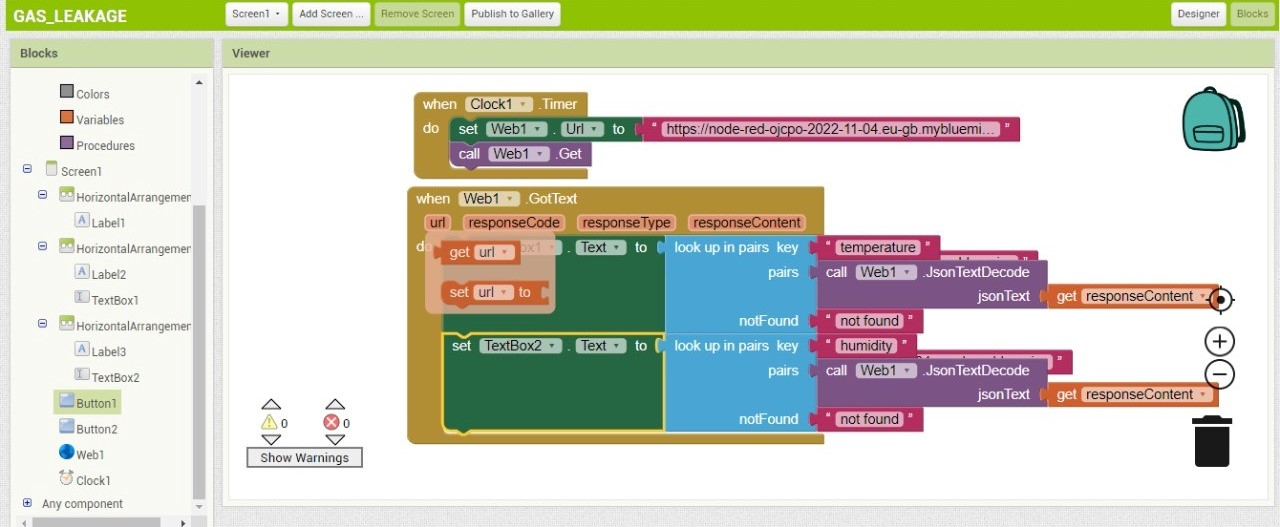 GAS_LEAKAGE
Screen1
Add Screen ...
Remove Screen
Publish to Gallery
Designer
Blocks
Blocks
Viewer
Colors
Variables
Procedures
Screen1
HorizontalArrangemen
Label1
HorizontalArrangemen
Label2
TextBox1
HorizontalArrangemen
Label3
TextBox2
Button1
Button2
Web1
Clock1
Any component
when Clock1 .Timer
do set Web1 . Url to “ https://node-red-ojcpo-2022-11-04.eu-gb.mybluemi... ”
call Web1 .Get
when Web1 .GotText
url responseCode responseType responseContent
do . Text to look up in pairs key “ temperature ”
get url
pairs call Web1 .JsonTextDecode
set url to
jsonText get responseContent
notFound “ not found ”
set TextBox2 . Text to look up in pairs key “ humidity ”
pairs call Web1 .JsonTextDecode
jsonText get responseContent
notFound “ not found ”
0 0
Show Warnings